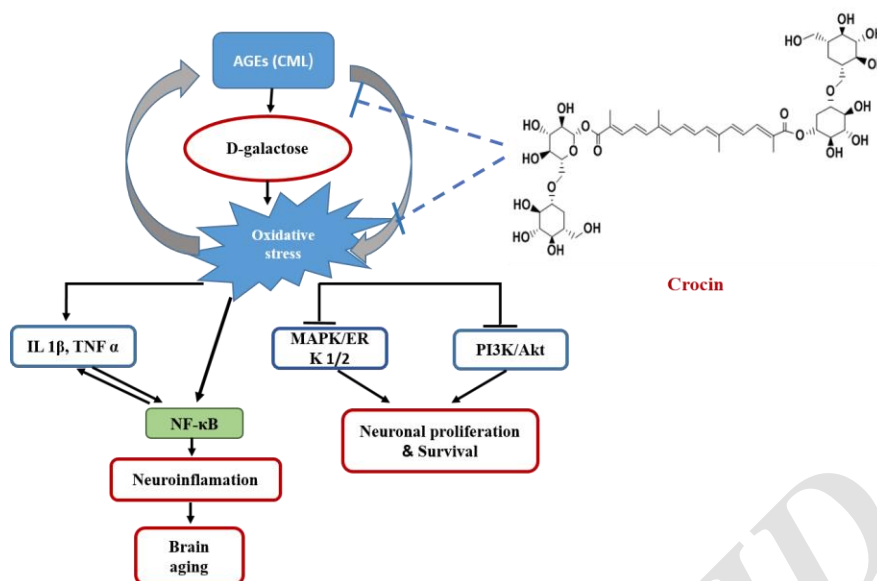 AGEs (CML)
D-galactose
Oxidative
stress
IL 1β, TNF α
MAPK/ER
K 1/2
PI3K/Akt
NF-κB
Neuronal proliferation
& Survival
Neuroinflamation
Brain
aging
OH
HO
OH
OH
O
OH
HO
OH
HO
O
O
O
O
O
OH
OH
OH
O
HO
HO
OH
OH
Crocin